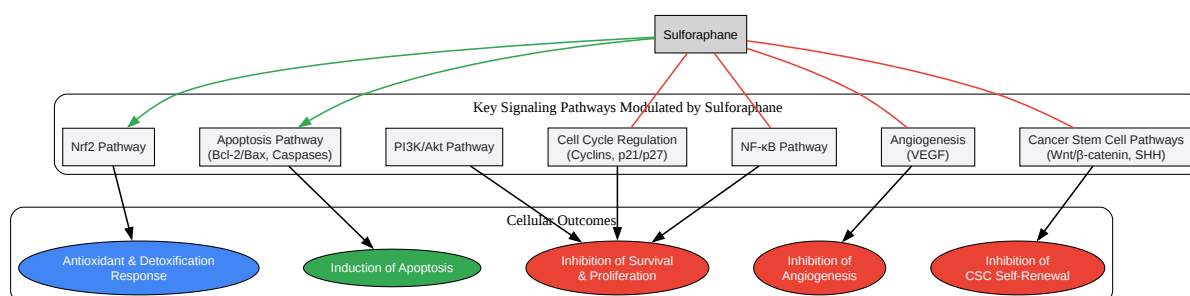 Sulforaphane
Key Signaling Pathways Modulated by Sulforaphane
Nrf2 Pathway
Apoptosis Pathway
(Bcl-2/Bax, Caspases)
PI3K/Akt Pathway
Cell Cycle Regulation
(Cyclins, p21/p27)
NF-κB Pathway
Angiogenesis
(VEGF)
Cancer Stem Cell Pathways
(Wnt/β-catenin, SHH)
Cellular Outcomes
Antioxidant & Detoxification
Response
Induction of Apoptosis
Inhibition of Survival
& Proliferation
Inhibition of
Angiogenesis
Inhibition of
CSC Self-Renewal